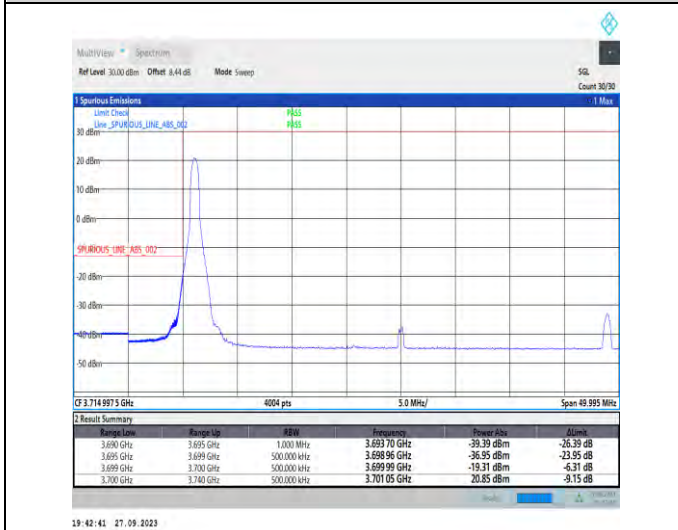 MultiView Spectrum
Ref Level 30.00 dBm Offset 8.44 dB Mode Sweep SGL
Count 30/30
1 Spurious Emissions 1 Max
Limit Check PASS
Line _SPURIOUS_LINE_ABS_002 PASS
30 dBm
20 dBm
10 dBm
0 dBm
SPURIOUS_LINE_ABS_002
-20 dBm
-30 dBm
-40 dBm
-50 dBm
CF 3.714 997 5 GHz 4004 pts 5.0 MHz/ Span 49.995 MHz
2 Result Summary
Range Low Range Up RBW Frequency Power Abs ΔLimit
3.690 GHz 3.695 GHz 1.000 MHz 3.693 70 GHz -39.39 dBm -26.39 dB
3.695 GHz 3.699 GHz 500.000 kHz 3.698 96 GHz -36.95 dBm -23.95 dB
3.699 GHz 3.700 GHz 500.000 kHz 3.699 99 GHz -19.31 dBm -6.31 dB
3.700 GHz 3.740 GHz 500.000 kHz 3.701 05 GHz 20.85 dBm -9.15 dB
19:42:41 27.09.2023